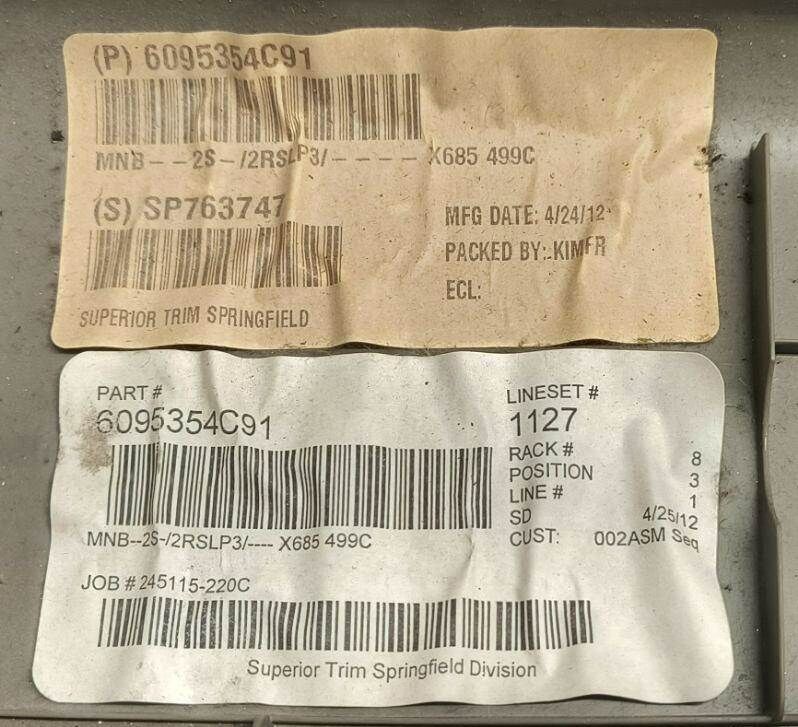 (P) 6095354C91
MNB---2S-/2RSLP3/---- X685 499C
(S) SP763747
MFG DATE: 4/24/12
PACKED BY: KIMFR
ECL:
SUPERIOR TRIM SPRINGFIELD
PART #
6095354C91
LINESET #
1127
RACK # 8
POSITION 3
LINE # 1
SD 4/25/12
CUST: 002ASM Seq
MNB--2S-/2RSLP3/---- X685 499C
JOB # 245115-220C
Superior Trim Springfield Division